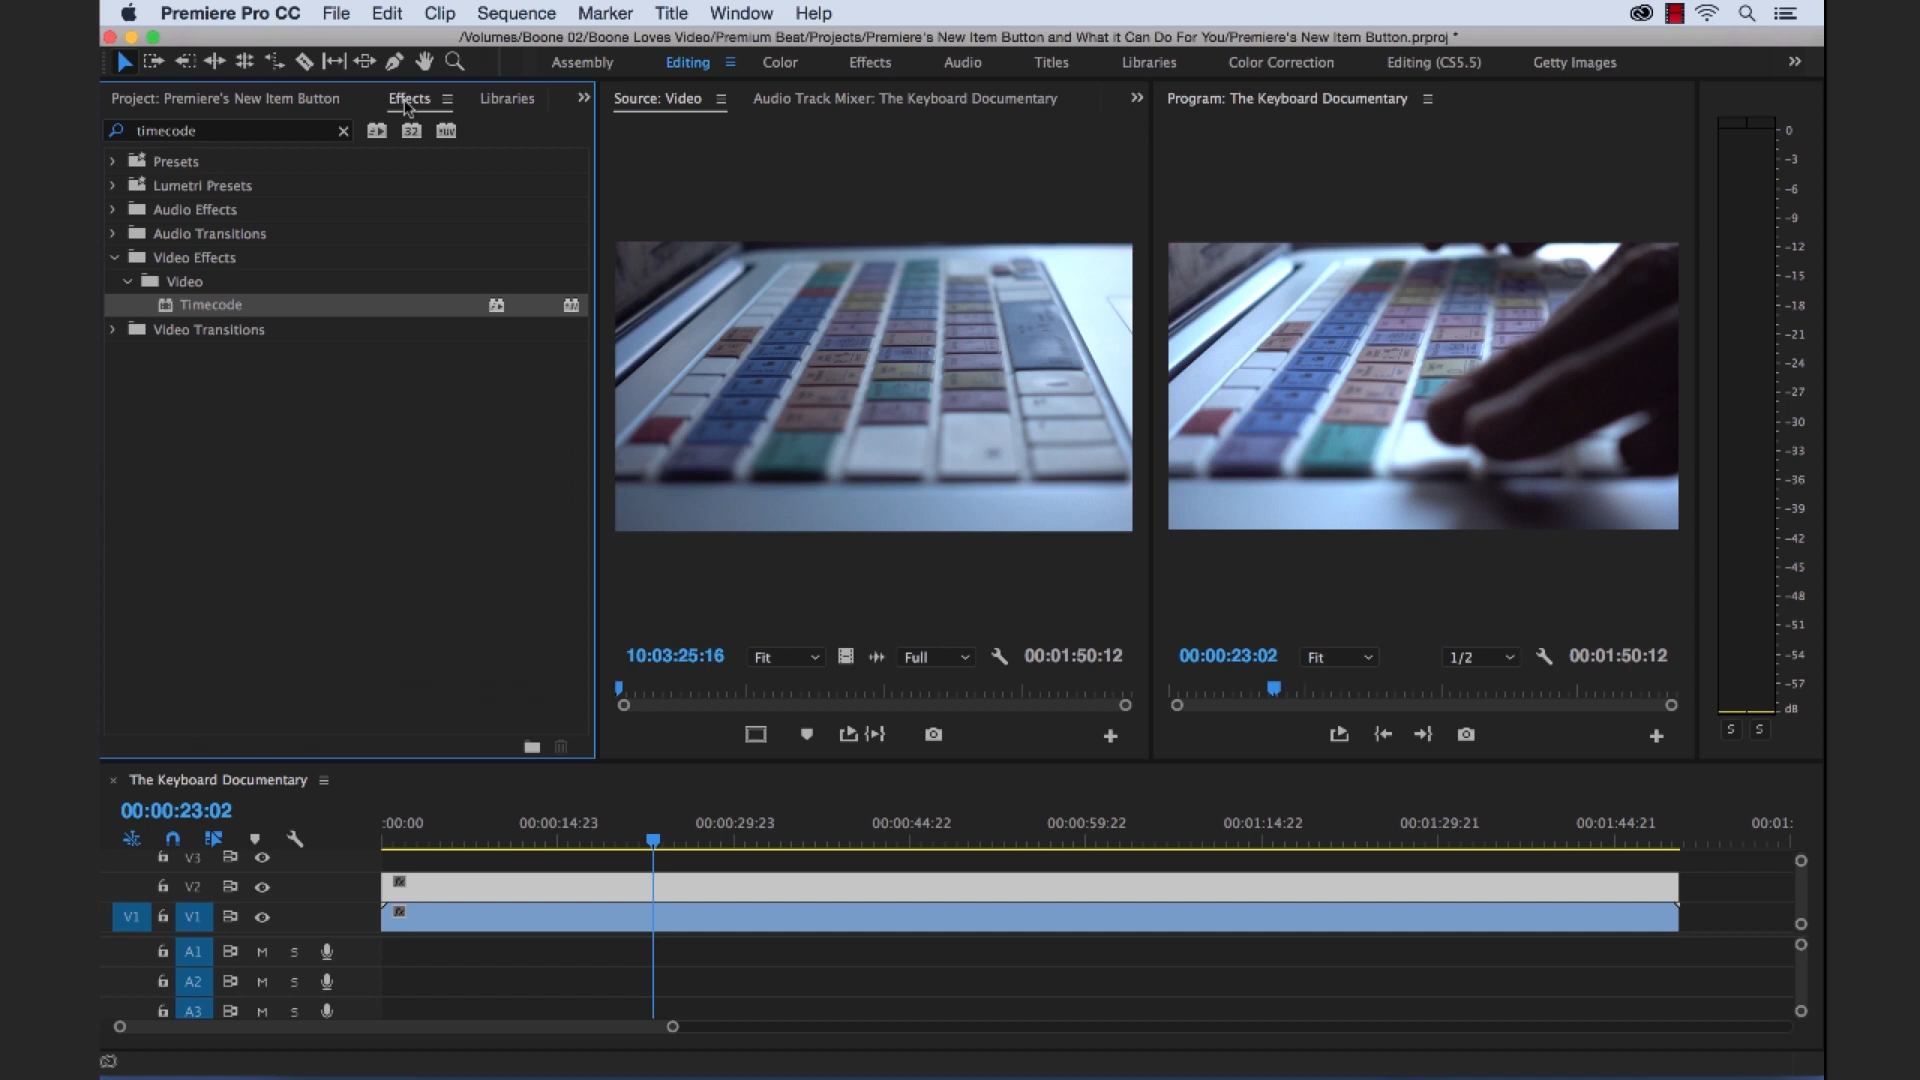 Premiere Pro CC File Edit Clip Sequence Marker Title Window Help
/Volumes/Boone 02/Boone Loves Video/Premium Beat/Projects/Premiere's New Item Button and What it Can Do For You/Premiere's New Item Button.prproj *
Assembly Editing Color Effects Audio Titles Libraries Color Correction Editing (CS5.5) Getty Images
Project: Premiere's New Item Button Effects Libraries
Source: Video Audio Track Mixer: The Keyboard Documentary
Program: The Keyboard Documentary
timecode 32 YUV
Presets
Lumetri Presets
Audio Effects
Audio Transitions
Video Effects
Video
Timecode
Video Transitions
0
-3
-6
-9
-12
-15
-18
-21
-24
-27
-30
-33
-36
-39
-42
-45
-48
-51
-54
-57
dB
S S
10:03:25:16 Fit Full 00:01:50:12
00:00:23:02 Fit 1/2 00:01:50:12
× The Keyboard Documentary
00:00:23:02
:00:00 00:00:14:23 00:00:29:23 00:00:44:22 00:00:59:22 00:01:14:22 00:01:29:21 00:01:44:21 00:01:
V3
V2 fx
V1 V1 fx
A1 M S
A2 M S
A3 M S